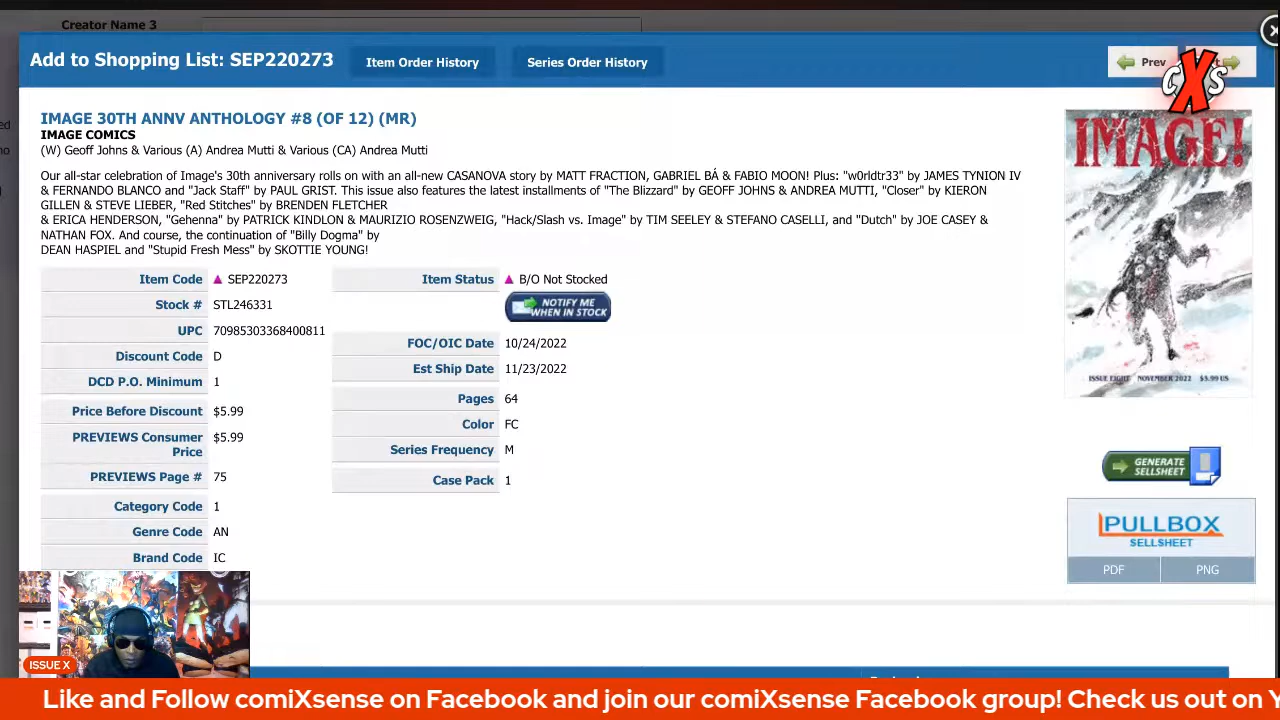 Creator Name 3
Add to Shopping List: SEP220273
Item Order History
Series Order History
Prev
cXs
IMAGE 30TH ANNV ANTHOLOGY #8 (OF 12) (MR)
IMAGE COMICS
(W) Geoff Johns & Various (A) Andrea Mutti & Various (CA) Andrea Mutti
Our all-star celebration of Image's 30th anniversary rolls on with an all-new CASANOVA story by MATT FRACTION, GABRIEL BÁ & FABIO MOON! Plus: "w0rldtr33" by JAMES TYNION IV
& FERNANDO BLANCO and "Jack Staff" by PAUL GRIST. This issue also features the latest installments of "The Blizzard" by GEOFF JOHNS & ANDREA MUTTI, "Closer" by KIERON
GILLEN & STEVE LIEBER, "Red Stitches" by BRENDEN FLETCHER
& ERICA HENDERSON, "Gehenna" by PATRICK KINDLON & MAURIZIO ROSENZWEIG, "Hack/Slash vs. Image" by TIM SEELEY & STEFANO CASELLI, and "Dutch" by JOE CASEY &
NATHAN FOX. And course, the continuation of "Billy Dogma" by
DEAN HASPIEL and "Stupid Fresh Mess" by SKOTTIE YOUNG!
IMAGE!
ISSUE EIGHT NOVEMBER 2022 $5.99 US
Item Code SEP220273
Stock # STL246331
UPC 70985303368400811
Discount Code D
DCD P.O. Minimum 1
Price Before Discount $5.99
PREVIEWS Consumer
Price $5.99
PREVIEWS Page # 75
Category Code 1
Genre Code AN
Brand Code IC
Item Status B/O Not Stocked
NOTIFY ME
WHEN IN STOCK
FOC/OIC Date 10/24/2022
Est Ship Date 11/23/2022
Pages 64
Color FC
Series Frequency M
Case Pack 1
GENERATE
SELLSHEET
PULLBOX
SELLSHEET
PDF PNG
ISSUE X
Like and Follow comiXsense on Facebook and join our comiXsense Facebook group! Check us out on Y